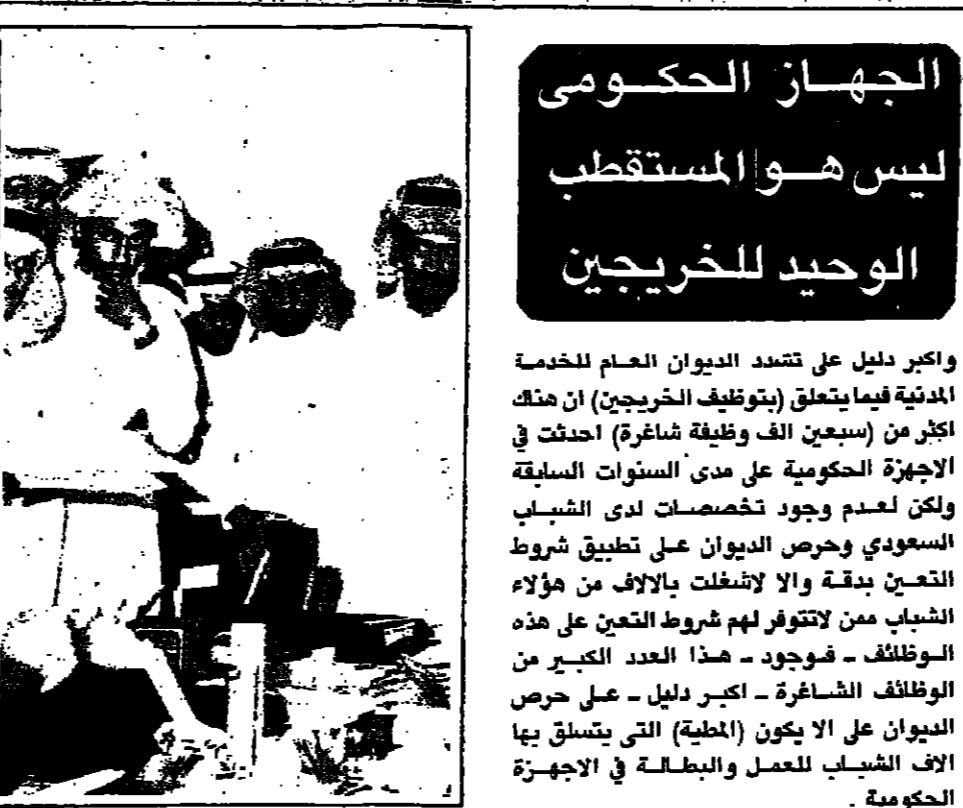 الجهاز الحكومى
ليس هو المستقطب
الوحيد للخريجين
واكبر دليل على تشدد الديوان العام للخدمة
المدنية فيما يتعلق (بتوظيف الخريجين) ان هناك
اكثر من (سبعين الف وظيفة شاغرة) احدثت في
الاجهزة الحكومية على مدى السنوات السابقة
ولكن لعدم وجود تخصصات لدى الشباب
السعودي وحرص الديوان على تطبيق شروط
التعين بدقة والا لاشغلت بالالاف من هؤلاء
الشباب ممن لاتتوفر لهم شروط التعين على هذه
الوظائف - فوجود - هذا العدد الكبير من
الوظائف الشاغرة - اكبر دليل - على حرص
الديوان على الا يكون (المطية) التى يتسلق بها
الاف الشباب للعمل والبطالة في الاجهزة
الحكومية .